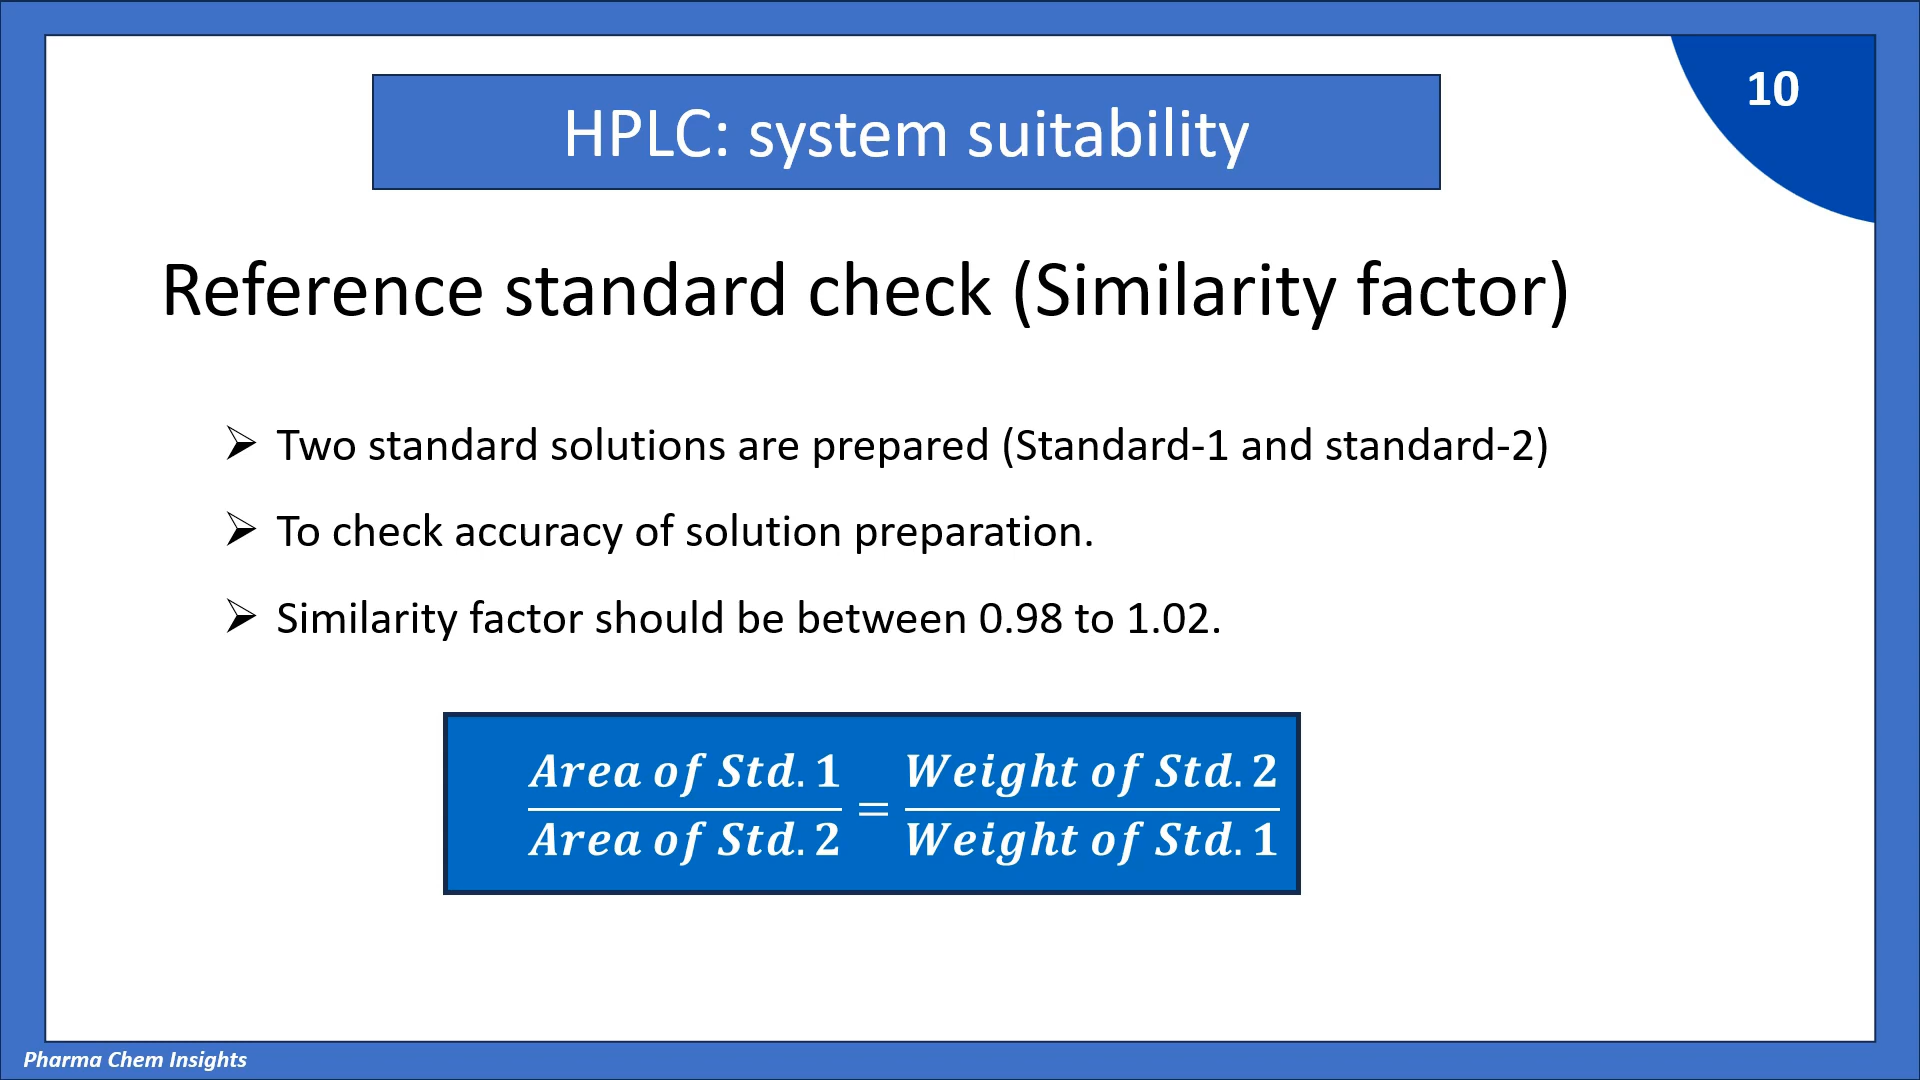 10
HPLC: system suitability
Reference standard check (Similarity factor)
➢ Two standard solutions are prepared (Standard-1 and standard-2)
➢ To check accuracy of solution preparation.
➢ Similarity factor should be between 0.98 to 1.02.
Area of Std. 1 / Area of Std. 2 = Weight of Std. 2 / Weight of Std. 1
Pharma Chem Insights